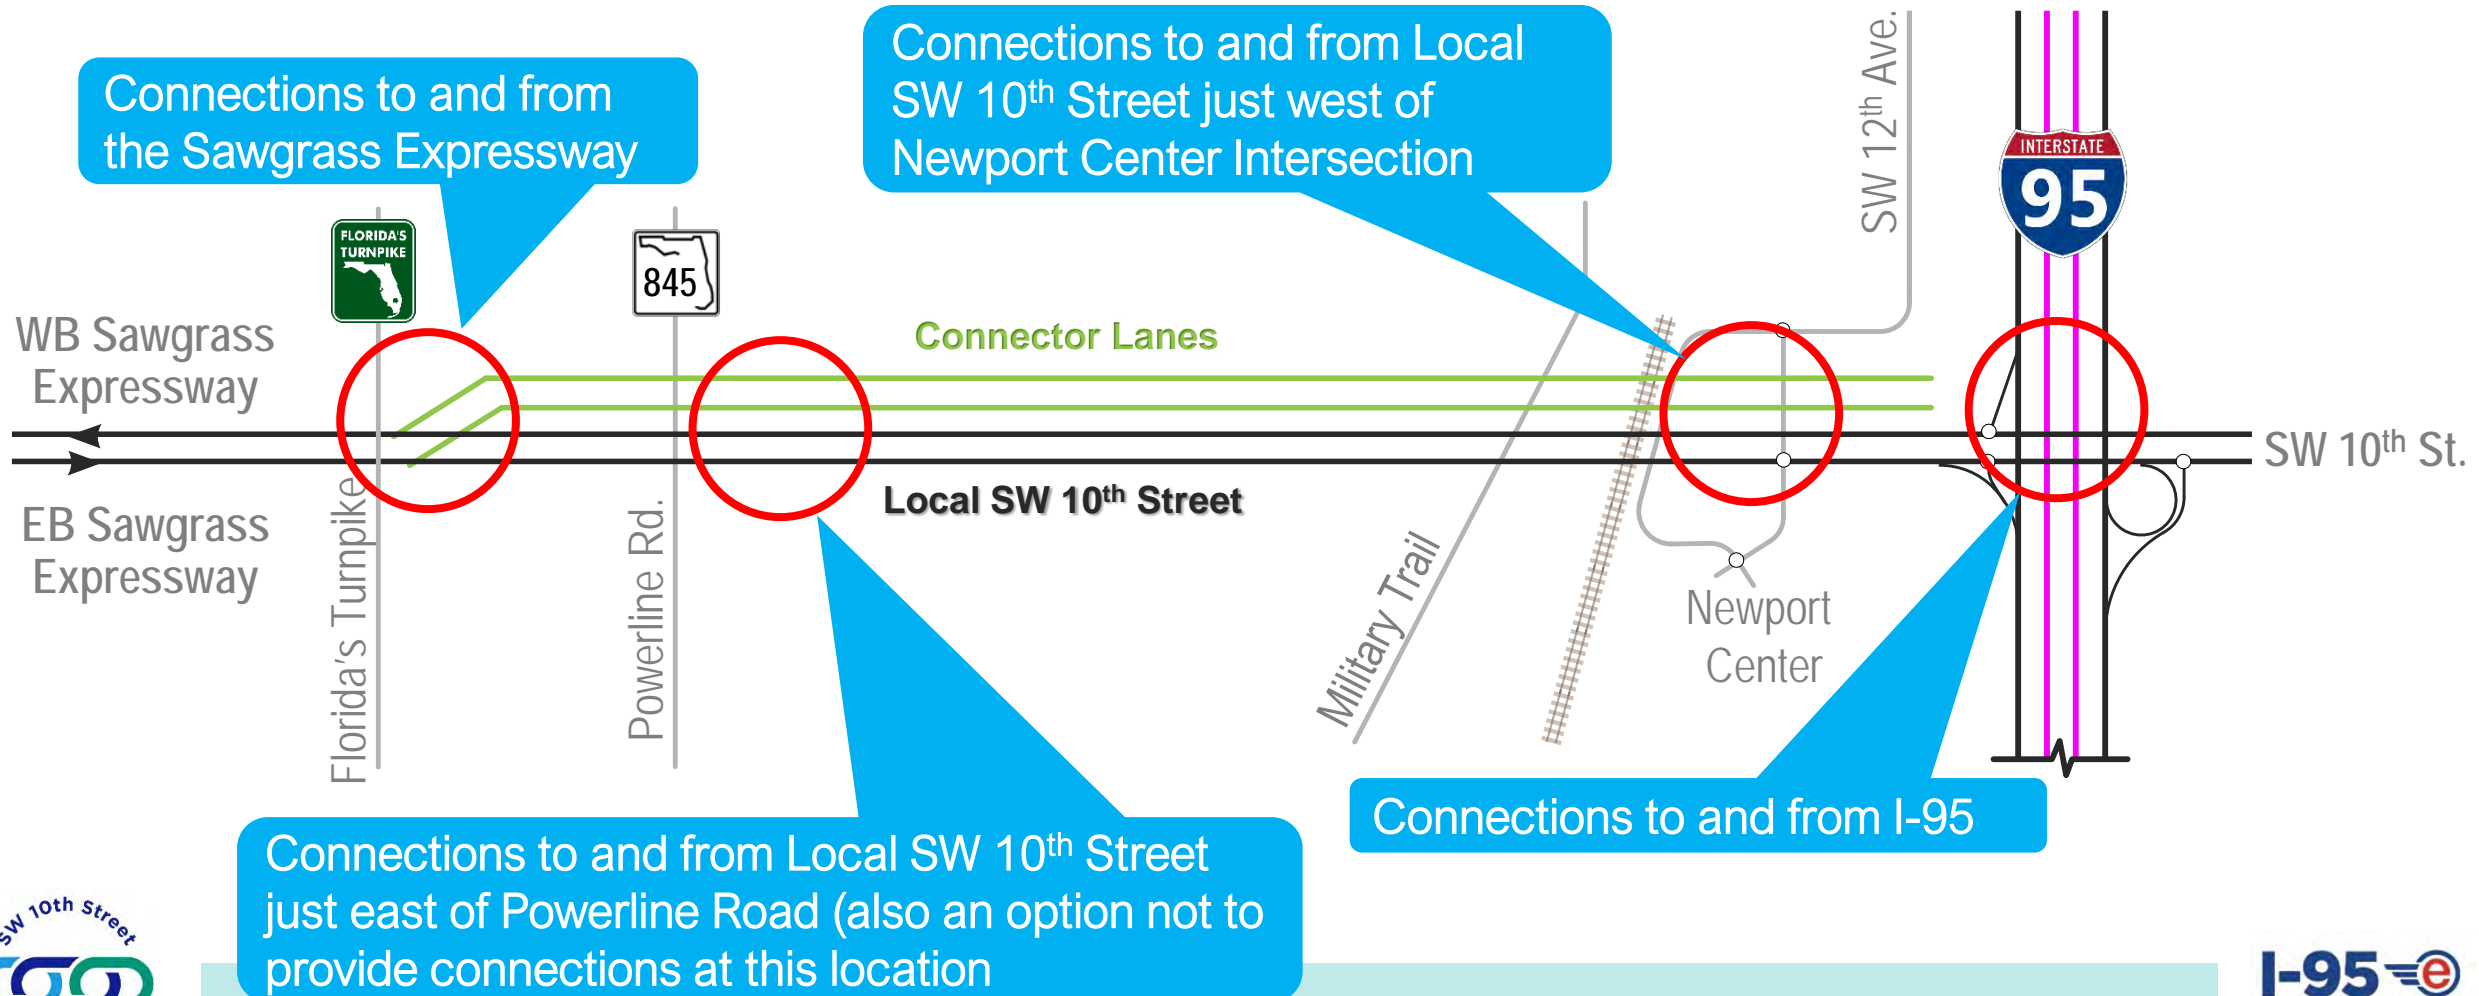 Connections to and from
the Sawgrass Expressway
Connections to and from Local
SW 10th Street just west of
Newport Center Intersection
SW 12th Ave.
INTERSTATE
95
FLORIDA'S
TURNPIKE
845
WB Sawgrass
Expressway
Connector Lanes
SW 10th St.
Local SW 10th Street
EB Sawgrass
Expressway
Florida's Turnpike
Powerline Rd.
Military Trail
Newport
Center
Connections to and from I-95
Connections to and from Local SW 10th Street
just east of Powerline Road (also an option not to
provide connections at this location
SW 10th Street
I-95 e